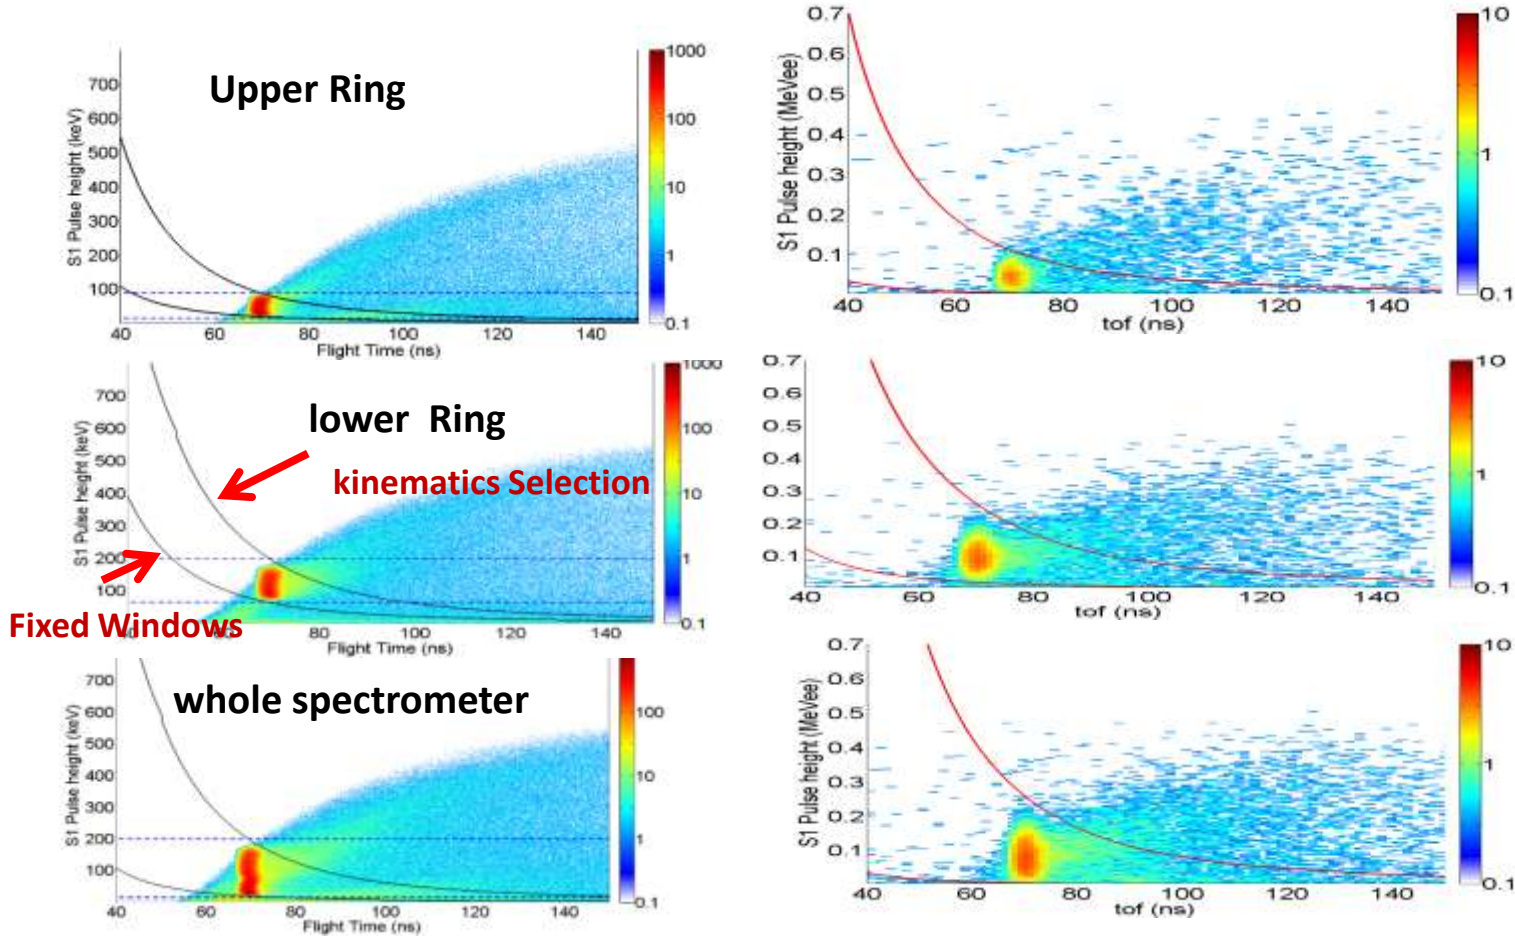 Upper Ring
700
600
500
400
300
200
100
S1 Pulse height (keV)
40 60 80 100 120 140
Flight Time (ns)
1000
100
10
1
0.1
0.7
0.6
0.5
0.4
0.3
0.2
0.1
S1 Pulse height (MeVee)
40 60 80 100 120 140
tof (ns)
10
1
0.1
lower Ring
kinematics Selection
Fixed Windows
700
600
500
400
300
200
100
S1 Pulse height (keV)
40 60 80 100 120 140
Flight Time (ns)
1000
100
10
1
0.1
0.7
0.6
0.5
0.4
0.3
0.2
0.1
S1 Pulse height (MeVee)
40 60 80 100 120 140
tof (ns)
10
1
0.1
whole spectrometer
700
600
500
400
300
200
100
S1 Pulse height (keV)
40 60 80 100 120 140
Flight Time (ns)
100
10
1
0.1
0.7
0.6
0.5
0.4
0.3
0.2
0.1
S1 Pulse height (MeVee)
40 60 80 100 120 140
tof (ns)
10
1
0.1